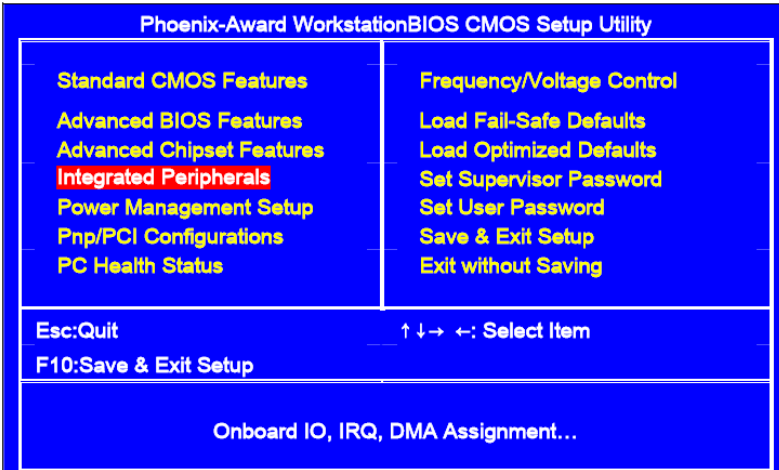 Phoenix-Award WorkstationBIOS CMOS Setup Utility
Standard CMOS Features
Advanced BIOS Features
Advanced Chipset Features
Integrated Peripherals
Power Management Setup
Pnp/PCI Configurations
PC Health Status
Frequency/Voltage Control
Load Fail-Safe Defaults
Load Optimized Defaults
Set Supervisor Password
Set User Password
Save & Exit Setup
Exit without Saving
Esc:Quit
↑↓→ ←: Select Item
F10:Save & Exit Setup
Onboard IO, IRQ, DMA Assignment…